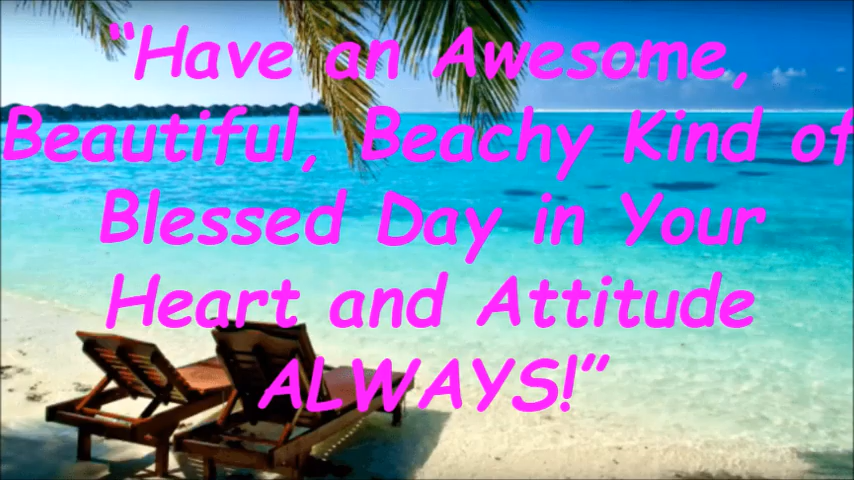 “Have an Awesome,
Beautiful, Beachy Kind of
Blessed Day in Your
Heart and Attitude
ALWAYS!”